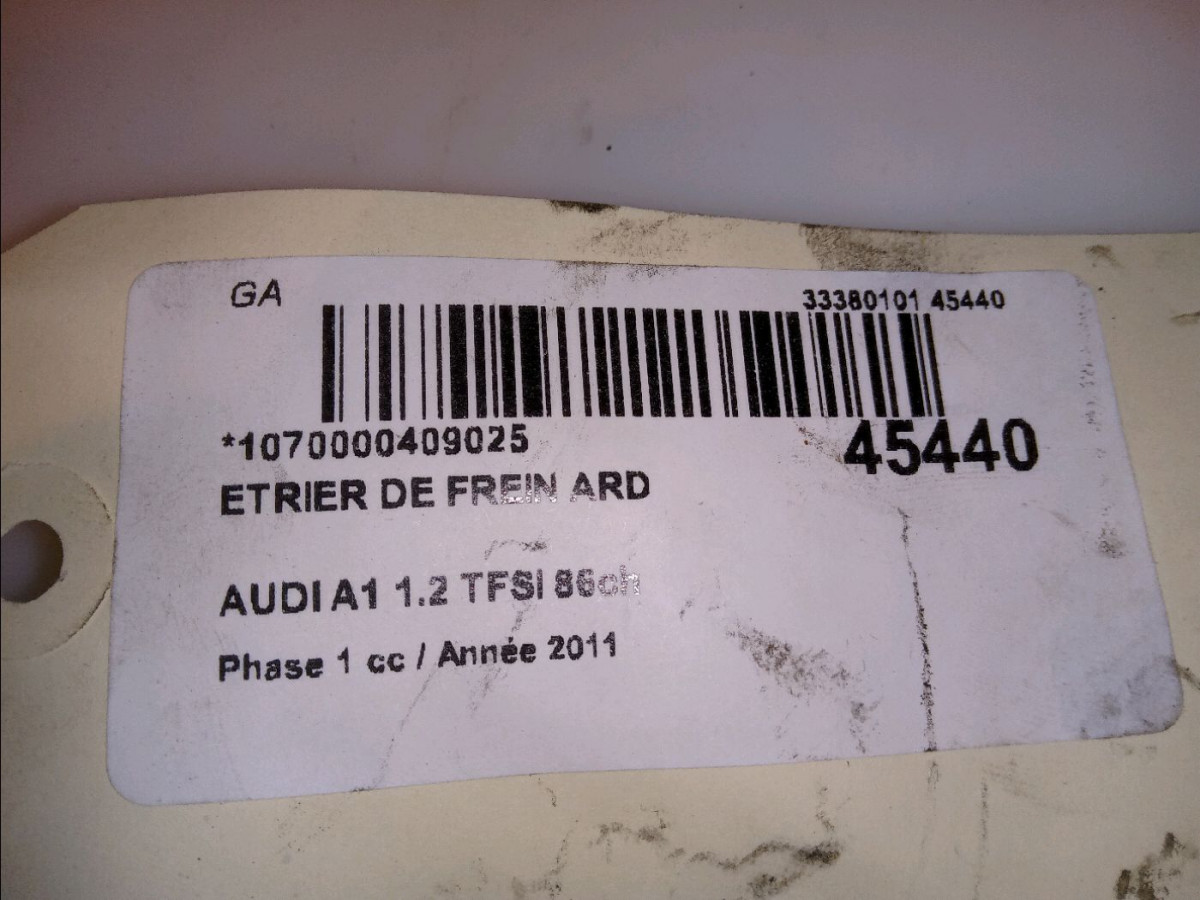 GA
33380101 45440
*1070000409025
45440
ETRIER DE FREIN ARD
AUDI A1 1.2 TFSI 86ch
Phase 1 cc / Année 2011